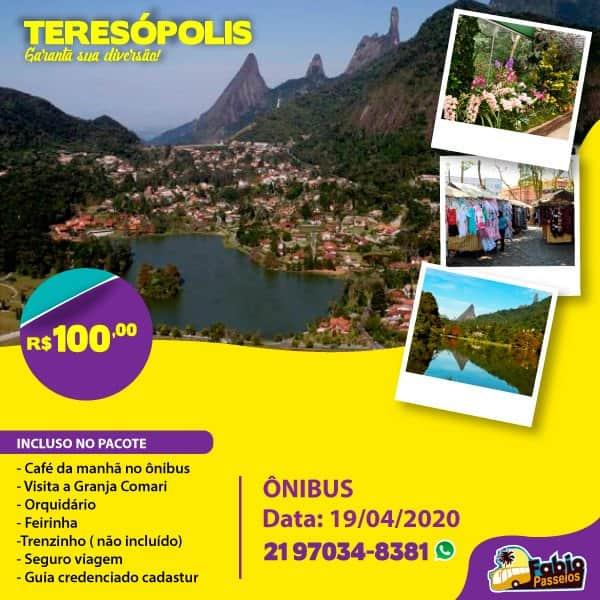 TERESÓPOLIS
Garanta sua diversão!
R$100,00
INCLUSO NO PACOTE
- Café da manhã no ônibus
- Visita a Granja Comari
- Orquidário
- Feirinha
-Trenzinho ( não incluído)
- Seguro viagem
- Guia credenciado cadastur
ÔNIBUS
Data: 19/04/2020
21 97034-8381
Fabio
Passeios